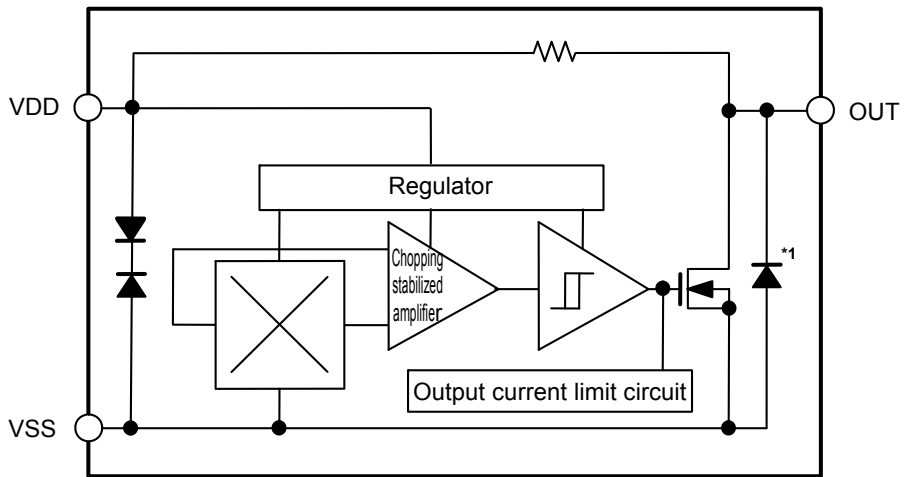 VDD
OUT
Regulator
Chopping
stabilized
amplifier
*1
Output current limit circuit
VSS